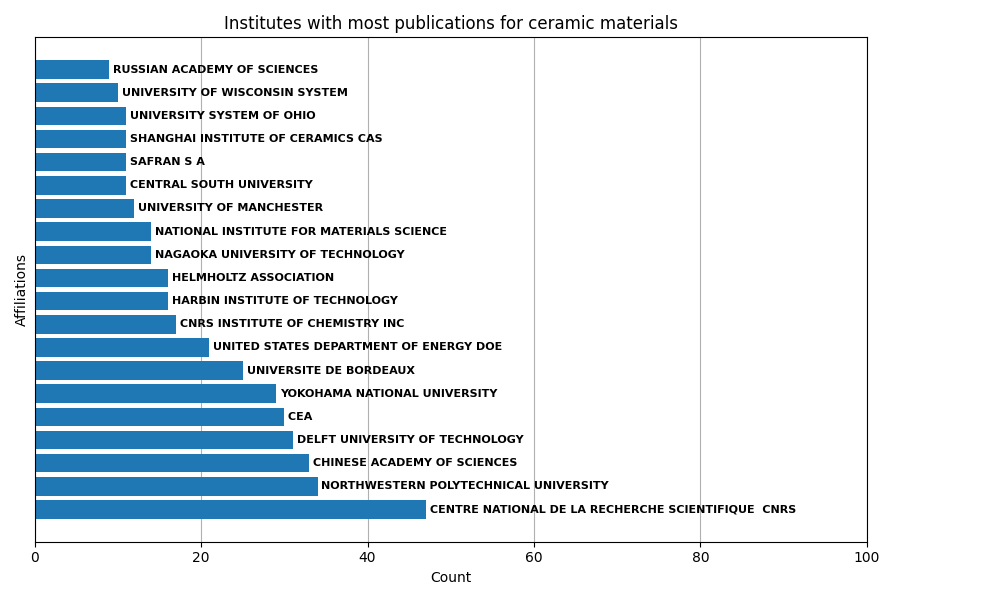 Institutes with most publications for ceramic materials
RUSSIAN ACADEMY OF SCIENCES
UNIVERSITY OF WISCONSIN SYSTEM
UNIVERSITY SYSTEM OF OHIO
SHANGHAI INSTITUTE OF CERAMICS CAS
SAFRAN S A
CENTRAL SOUTH UNIVERSITY
UNIVERSITY OF MANCHESTER
NATIONAL INSTITUTE FOR MATERIALS SCIENCE
NAGAOKA UNIVERSITY OF TECHNOLOGY
HELMHOLTZ ASSOCIATION
HARBIN INSTITUTE OF TECHNOLOGY
CNRS INSTITUTE OF CHEMISTRY INC
UNITED STATES DEPARTMENT OF ENERGY DOE
UNIVERSITE DE BORDEAUX
YOKOHAMA NATIONAL UNIVERSITY
CEA
DELFT UNIVERSITY OF TECHNOLOGY
CHINESE ACADEMY OF SCIENCES
NORTHWESTERN POLYTECHNICAL UNIVERSITY
CENTRE NATIONAL DE LA RECHERCHE SCIENTIFIQUE  CNRS
Affiliations
0 20 40 60 80 100
Count